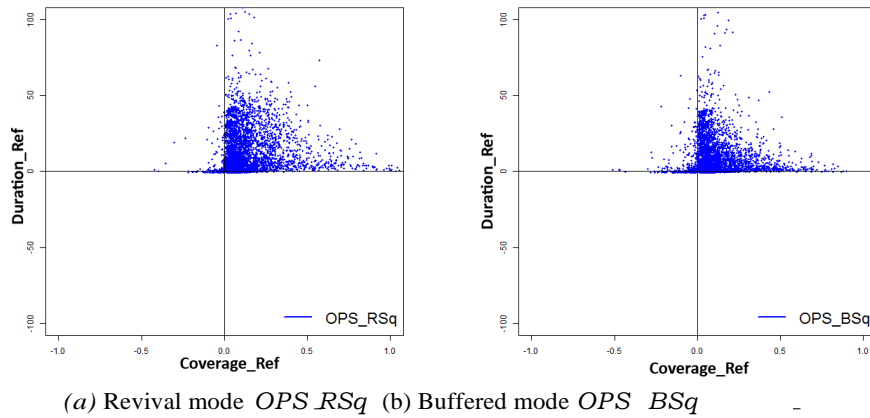 100
50
0
-50
-100
Duration_Ref
-1.0 -0.5 0.0 0.5 1.0
Coverage_Ref
OPS_RSq
100
50
0
-50
-100
Duration_Ref
-1.0 -0.5 0.0 0.5 1.0
Coverage_Ref
OPS_BSq
(a) Revival mode OPS_RSq (b) Buffered mode OPS BSq _